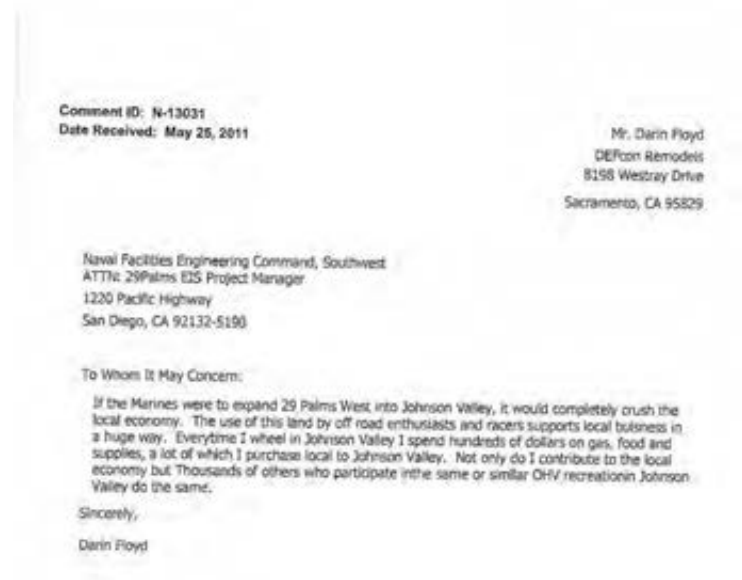 Comment ID: N-13031
Date Received: May 25, 2011
Mr. Darin Floyd
DEFcon Remodels
8198 Westray Drive
Sacramento, CA 95829
Naval Facilities Engineering Command, Southwest
ATTN: 29Palms EIS Project Manager
1220 Pacific Highway
San Diego, CA 92132-5190
To Whom It May Concern:
If the Marines were to expand 29 Palms West into Johnson Valley, it would completely crush the
local economy. The use of this land by off road enthusiasts and racers supports local buisness in
a huge way. Everytime I wheel in Johnson Valley I spend hundreds of dollars on gas, food and
supplies, a lot of which I purchase local to Johnson Valley. Not only do I contribute to the local
economy but Thousands of others who participate inthe same or similar OHV recreationin Johnson
Valley do the same.
Sincerely,
Darin Floyd